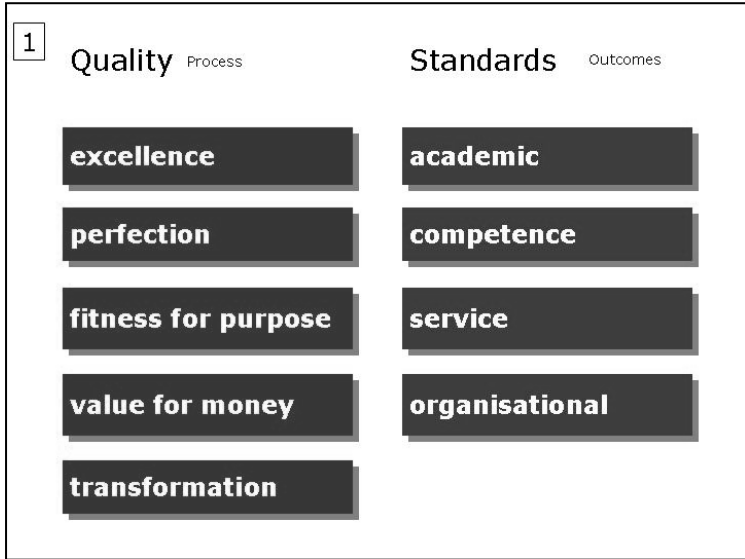 1
Quality Process
Standards Outcomes
excellence
academic
perfection
competence
fitness for purpose
service
value for money
organisational
transformation